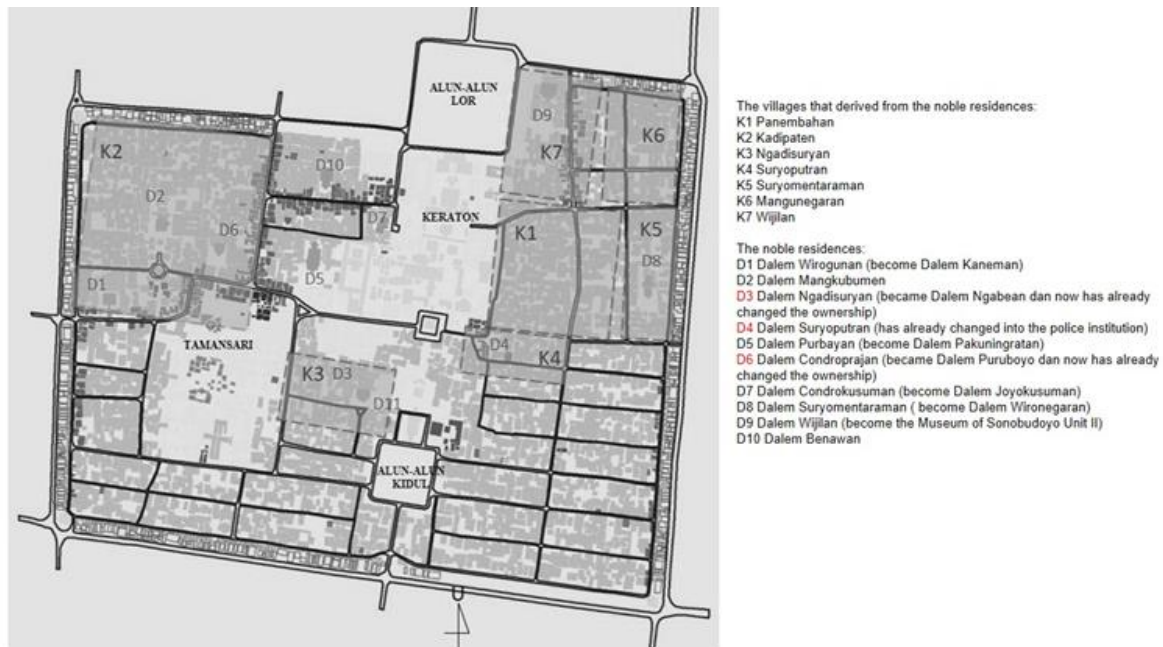 ALUN-ALUN
LOR
D9
K6
K7
K2
D10
D2
D7
KERATON
D6
K1
K5
D5
D8
D1
TAMANSARI
D4
K4
K3
D3
D11
ALUN-ALUN
KIDUL
The villages that derived from the noble residences:
K1 Panembahan
K2 Kadipaten
K3 Ngadisuryan
K4 Suryoputran
K5 Suryomentaraman
K6 Mangunegaran
K7 Wijilan
The noble residences:
D1 Dalem Wirogunan (become Dalem Kaneman)
D2 Dalem Mangkubumen
D3 Dalem Ngadisuryan (became Dalem Ngabean dan now has already
changed the ownership)
D4 Dalem Suryoputran (has already changed into the police institution)
D5 Dalem Purbayan (become Dalem Pakuningratan)
D6 Dalem Condroprajan (became Dalem Puruboyo dan now has already
changed the ownership)
D7 Dalem Condrokusuman (become Dalem Joyokusuman)
D8 Dalem Suryomentaraman ( become Dalem Wironegaran)
D9 Dalem Wijilan (become the Museum of Sonobudoyo Unit II)
D10 Dalem Benawan